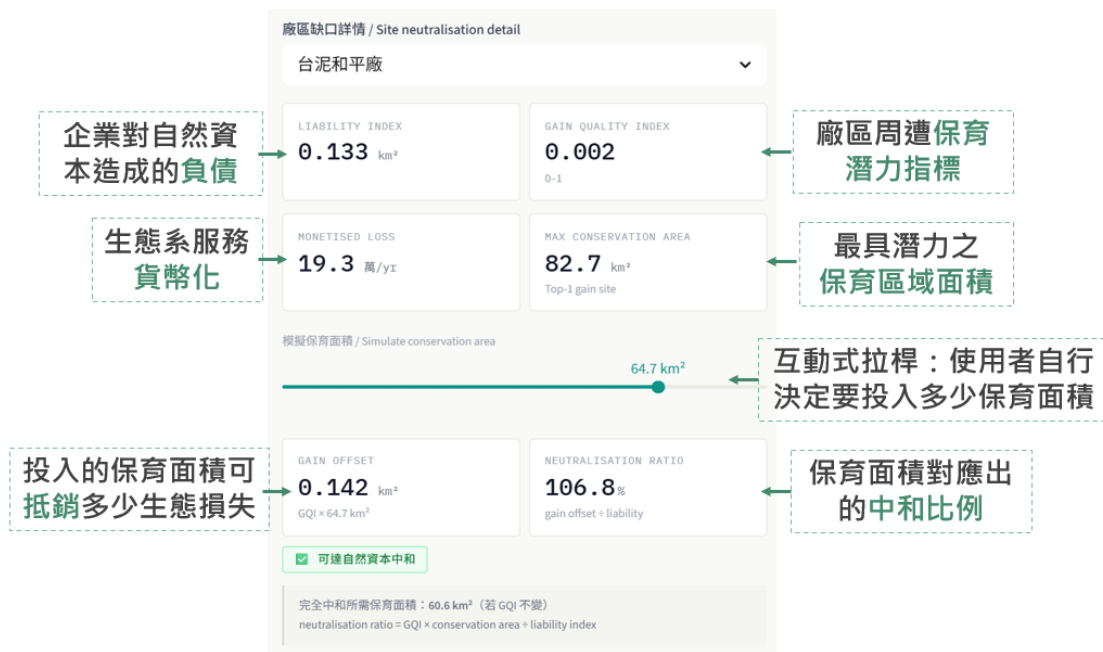 廠區缺口詳情 / Site neutralisation detail
台泥和平廠
企業對自然資
本造成的負債
LIABILITY INDEX
0.133 km²
GAIN QUALITY INDEX
0.002
0-1
廠區周遭保育
潛力指標
生態系服務
貨幣化
MONETISED LOSS
19.3 萬/yr
MAX CONSERVATION AREA
82.7 km²
Top-1 gain site
最具潛力之
保育區域面積
模擬保育面積 / Simulate conservation area
64.7 km²
互動式拉桿：使用者自行
決定要投入多少保育面積
投入的保育面積可
抵銷多少生態損失
GAIN OFFSET
0.142 km²
GQI × 64.7 km²
NEUTRALISATION RATIO
106.8%
gain offset ÷ liability
保育面積對應出
的中和比例
✅ 可達自然資本中和
完全中和所需保育面積：60.6 km²（若 GQI 不變）
neutralisation ratio = GQI × conservation area ÷ liability index